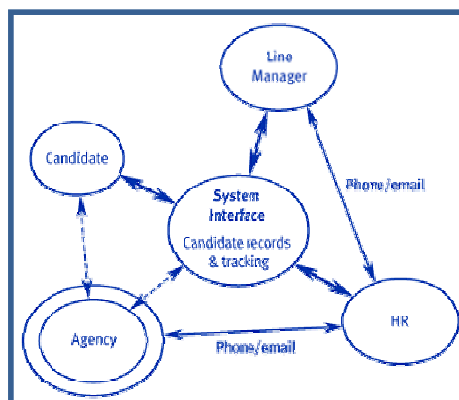 Line
Manager
Candidate
Phone/email
System
Interface
Candidate records
& tracking
HR
Agency
Phone/email